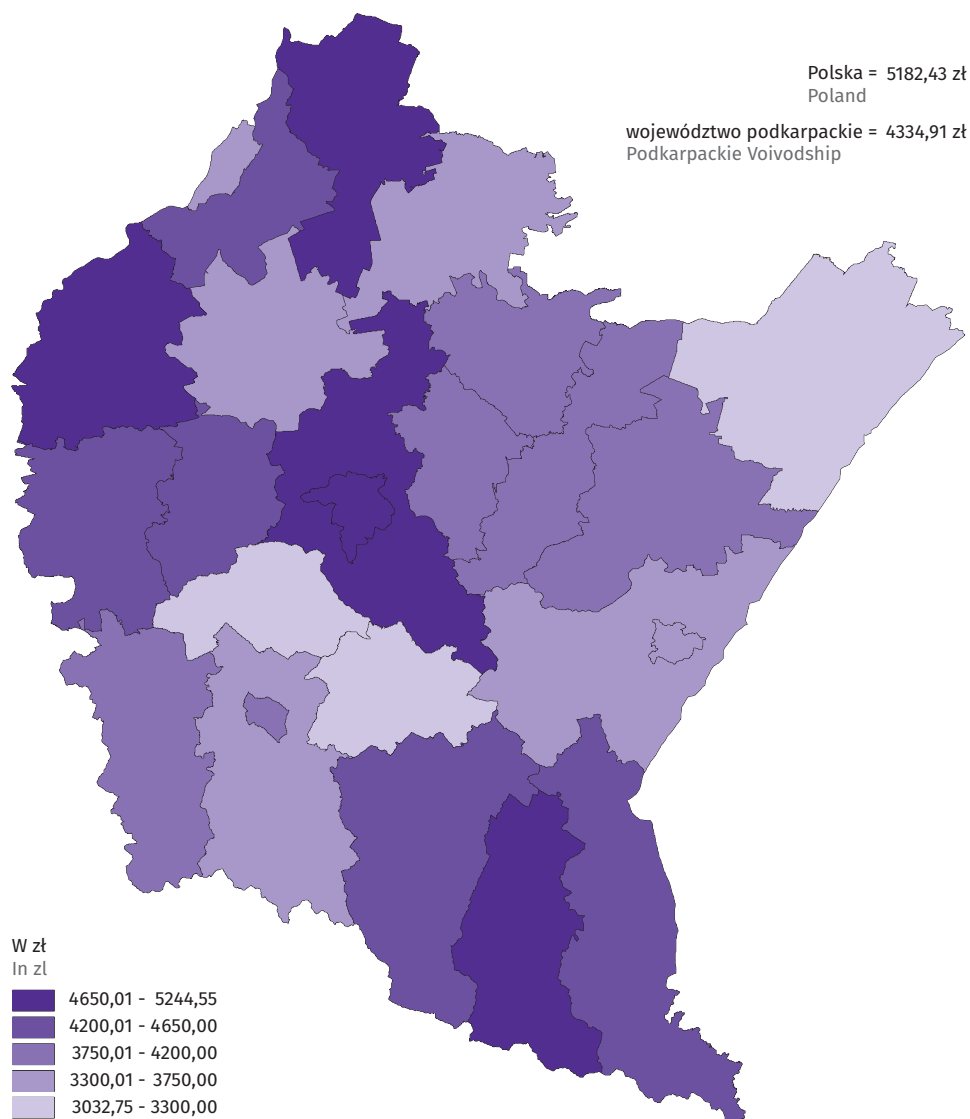 Polska = 5182,43 zł
Poland
województwo podkarpackie = 4334,91 zł
Podkarpackie Voivodship
W zł
In zl
4650,01 - 5244,55
4200,01 - 4650,00
3750,01 - 4200,00
3300,01 - 3750,00
3032,75 - 3300,00